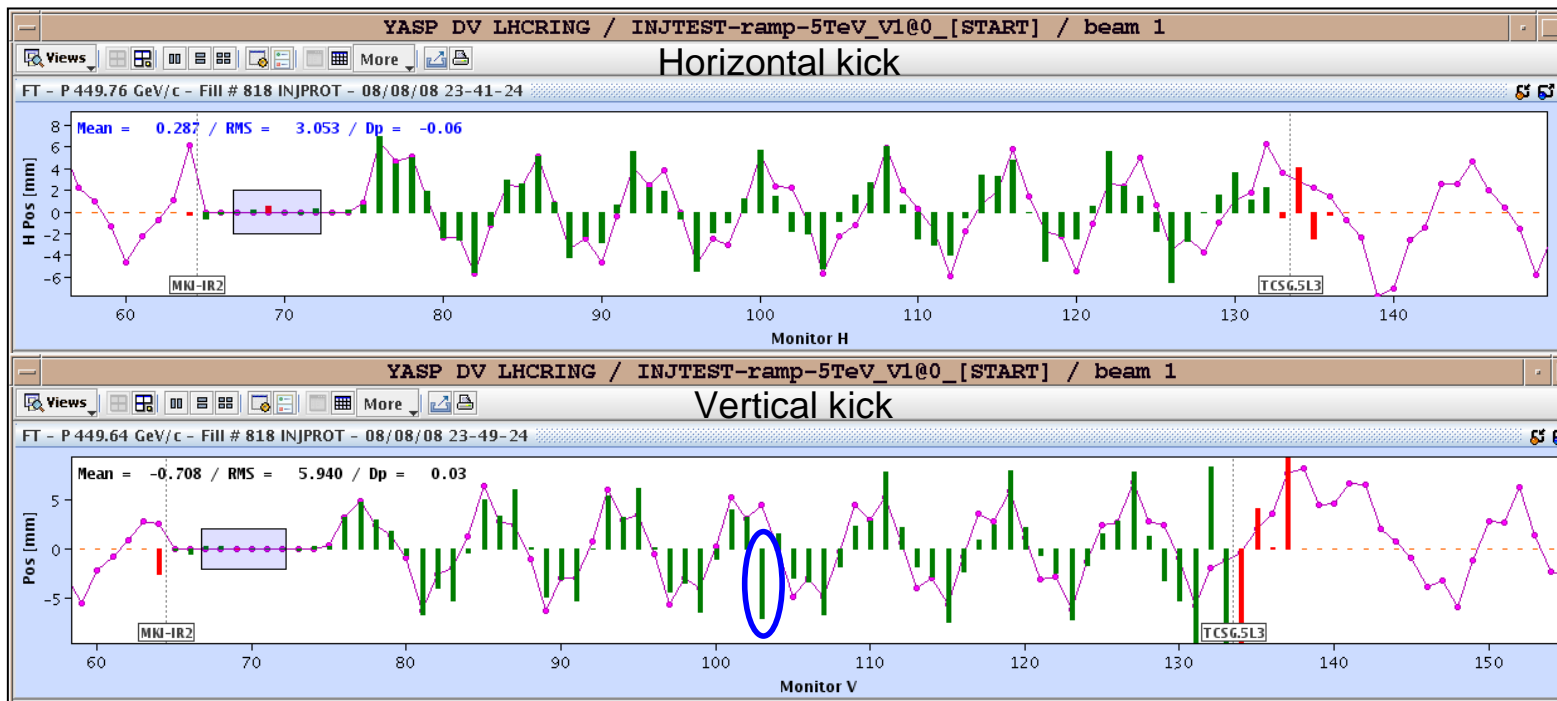 YASP DV LHCRING / INJTEST-ramp-5TeV_V1@0_[START] / beam 1
Views More Horizontal kick
FT - P 449.76 GeV/c - Fill # 818 INJPROT - 08/08/08 23-41-24
Mean = 0.287 / RMS = 3.053 / Dp = -0.06
8
6
4
2
0
-2
-4
-6
H Pos [mm]
MKI-IR2 TCSG.5L3
60 70 80 90 100 110 120 130 140
Monitor H
YASP DV LHCRING / INJTEST-ramp-5TeV_V1@0_[START] / beam 1
Views More Vertical kick
FT - P 449.64 GeV/c - Fill # 818 INJPROT - 08/08/08 23-49-24
Mean = -0.708 / RMS = 5.940 / Dp = 0.03
5
0
-5
Pos [mm]
MKI-IR2 TCSG.5L3
60 70 80 90 100 110 120 130 140 150
Monitor V